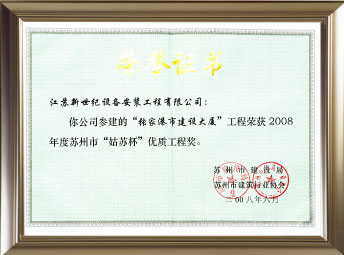 荣誉证书
江苏新世纪设备安装工程有限公司：
你公司参建的“张家港市建设大厦”工程荣获2008
年度苏州市“姑苏杯”优质工程奖。
苏州市建设局
苏州市建筑行业协会
二〇〇八年六月